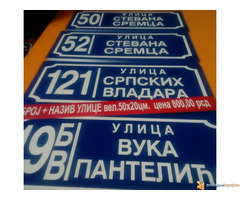 50
УЛИЦА
СТЕВАНА
СРЕМЦА
52
УЛИЦА
СТЕВАНА
СРЕМЦА
121
УЛИЦА
СРПСКИХ
ВЛАДАРА
БРОЈ + НАЗИВ УЛИЦЕ вел.50х20цм. цена 800,00 рсд
9Б
В
УЛИЦА
ВУКА
ПАНТЕЛИЋ